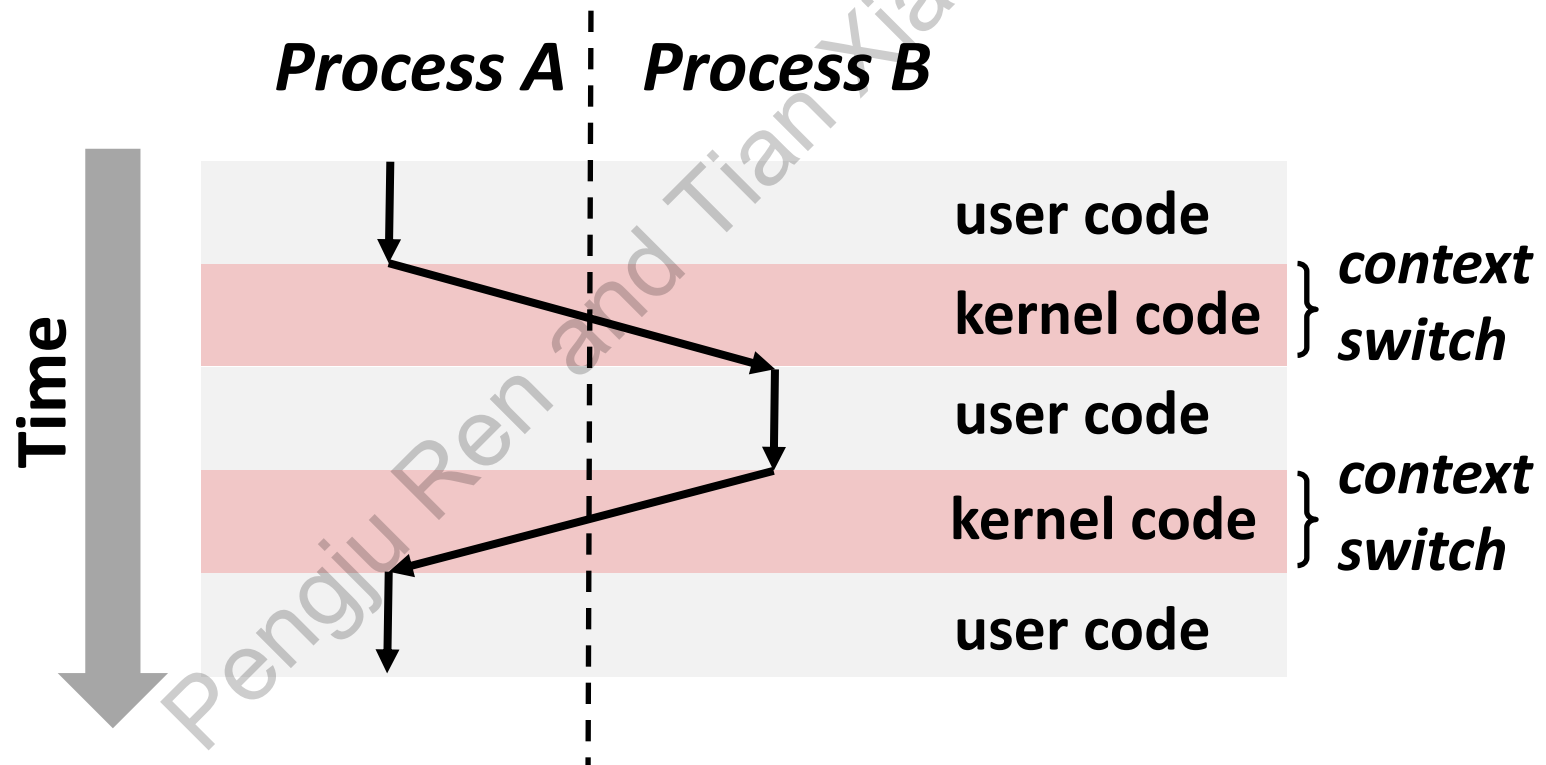 Process A
Process B
user code
context
kernel code
switch
Time
user code
context
kernel code
switch
user code
Pengju Ren and Tian